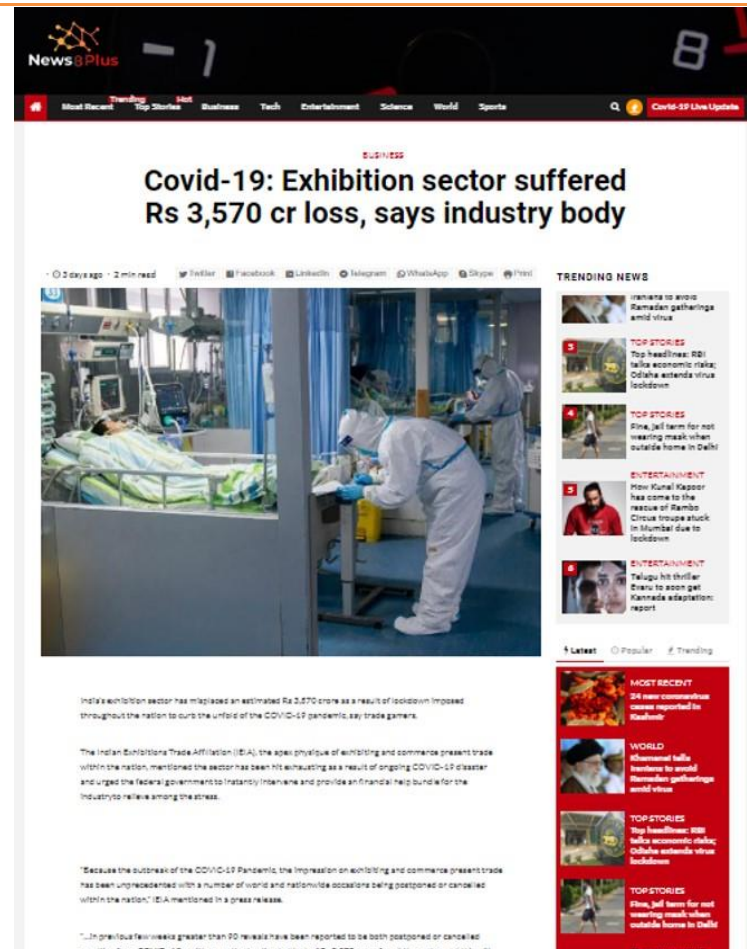 - 1 8
News8Plus
Trending Hot
Most Recent Top Stories Business Tech Entertainment Science World Sports Covid-19 Live Update
BUSINESS
Covid-19: Exhibition sector suffered
Rs 3,570 cr loss, says industry body
3 days ago · 2 min read Twitter Facebook LinkedIn Telegram WhatsApp Skype Print
India's exhibition sector has misplaced an estimated Rs 3,570 crore as a result of lockdown imposed
throughout the nation to curb the unfold of the COVID-19 pandemic, say trade gamers.
The Indian Exhibitions Trade Affiliation (IEIA), the apex physique of exhibiting and commerce present trade
within the nation, mentioned the sector has been hit exhausting as a result of ongoing COVID-19 disaster
and urged the federal government to instantly intervene and provide an financial help bundle for the
industryto relieve among the stress.
"Because the outbreak of the COVID-19 Pandemic, the impression on exhibiting and commerce present trade
has been unprecedented with a number of world and nationwide occasions being postponed or cancelled
within the nation," IEIA mentioned in a press release.
"...In previous few weeks greater than 90 reveals have been reported to be both postponed or cancelled
TRENDING NEWS
Iranians to avoid
Ramadan gatherings
amid virus
3
TOP STORIES
Top headlines: RBI
talks economic risks;
Odisha extends virus
lockdown
4
TOP STORIES
Fine, jail term for not
wearing mask when
outside home in Delhi
5
ENTERTAINMENT
How Kunal Kapoor
has come to the
rescue of Rambo
Circus troupe stuck
in Mumbai due to
lockdown
6
ENTERTAINMENT
Telugu hit thriller
Evaru to soon get
Kannada adaptation:
report
Latest Popular Trending
MOST RECENT
24 new coronavirus
cases reported in
Kashmir
WORLD
Khamenei tells
Iranians to avoid
Ramadan gatherings
amid virus
TOP STORIES
Top headlines: RBI
talks economic risks;
Odisha extends virus
lockdown
TOP STORIES
Fine, jail term for not
wearing mask when
outside home in Delhi